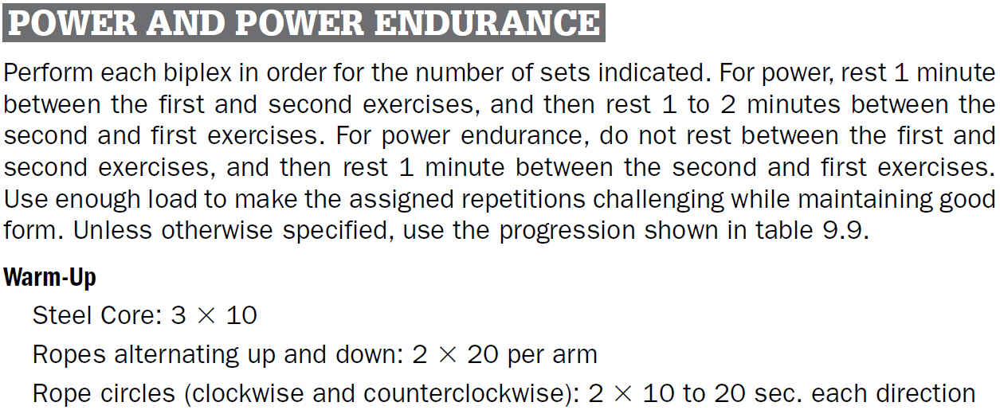 POWER AND POWER ENDURANCE
Perform each biplex in order for the number of sets indicated. For power, rest 1 minute
between the first and second exercises, and then rest 1 to 2 minutes between the
second and first exercises. For power endurance, do not rest between the first and
second exercises, and then rest 1 minute between the second and first exercises.
Use enough load to make the assigned repetitions challenging while maintaining good
form. Unless otherwise specified, use the progression shown in table 9.9.
Warm-Up
Steel Core: 3 × 10
Ropes alternating up and down: 2 × 20 per arm
Rope circles (clockwise and counterclockwise): 2 × 10 to 20 sec. each direction